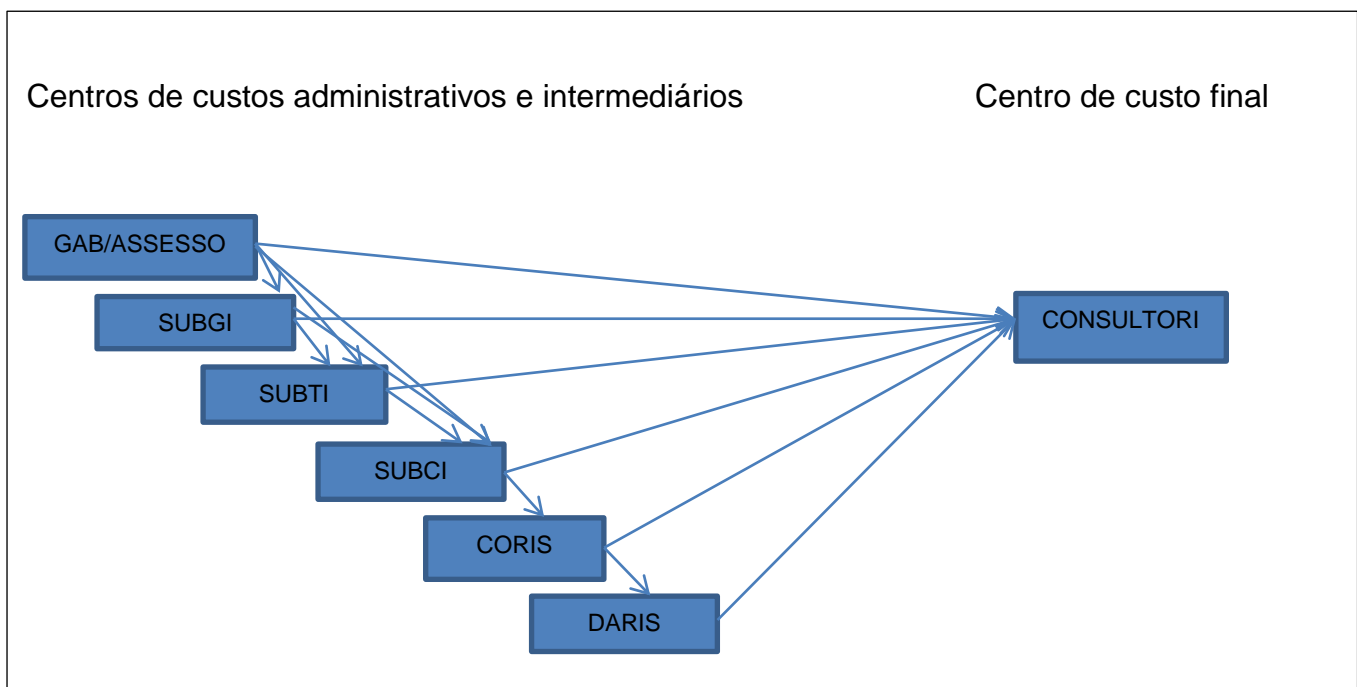 Centros de custos administrativos e intermediários
Centro de custo final
GAB/ASSESSO
SUBGI
CONSULTORI
SUBTI
SUBCI
CORIS
DARIS